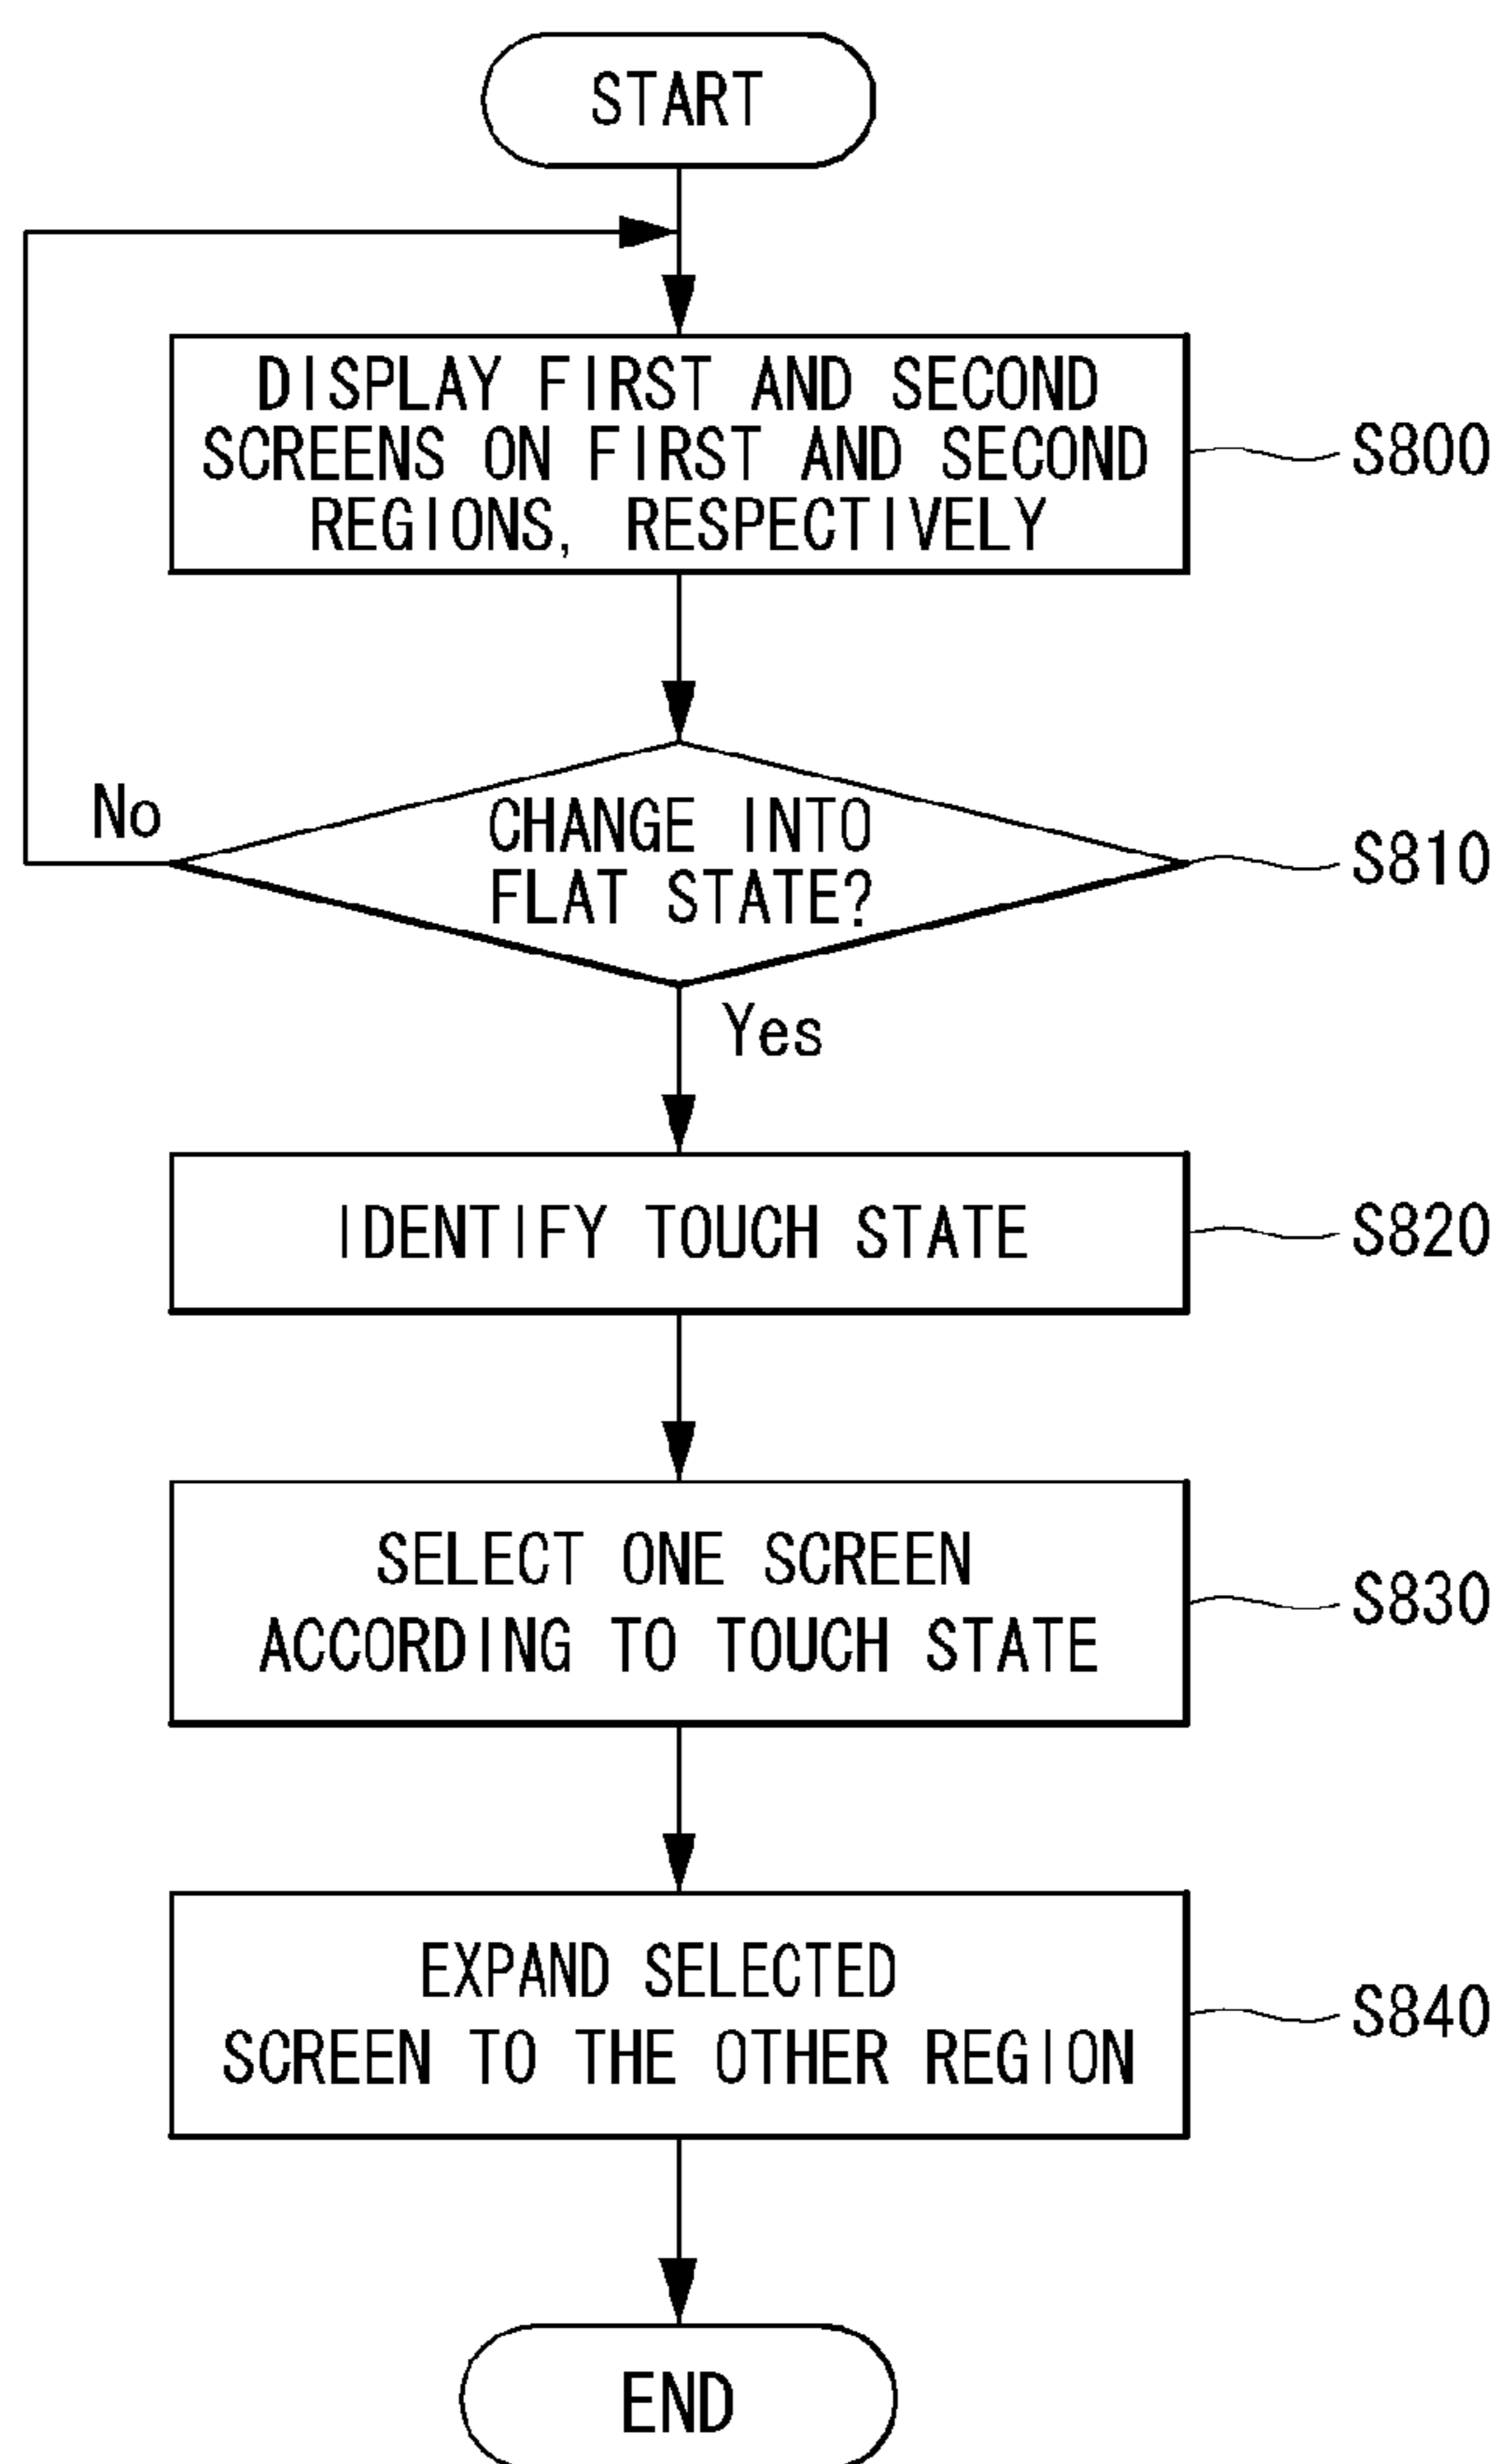 START
DISPLAY FIRST AND SECOND
SCREENS ON FIRST AND SECOND
REGIONS, RESPECTIVELY
S800
No
CHANGE INTO
FLAT STATE?
S810
Yes
IDENTIFY TOUCH STATE
S820
SELECT ONE SCREEN
ACCORDING TO TOUCH STATE
S830
EXPAND SELECTED
SCREEN TO THE OTHER REGION
S840
END